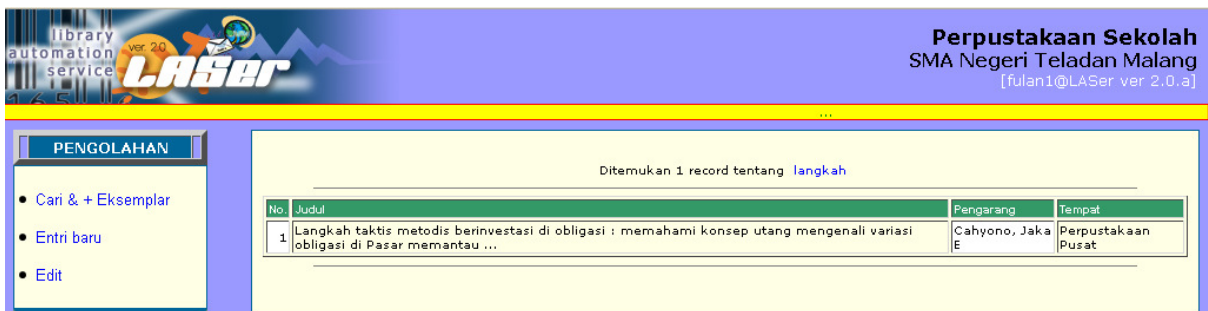 library
automation
service
ver. 2.0
LASer
165
Perpustakaan Sekolah
SMA Negeri Teladan Malang
[fulan1@LASer ver 2.0.a]
...
PENGOLAHAN
Cari & + Eksemplar
Entri baru
Edit
Ditemukan 1 record tentang langkah
No. Judul Pengarang Tempat
1 Langkah taktis metodis berinvestasi di obligasi : memahami konsep utang mengenali variasi Cahyono, Jaka Perpustakaan
obligasi di Pasar memantau ... E Pusat